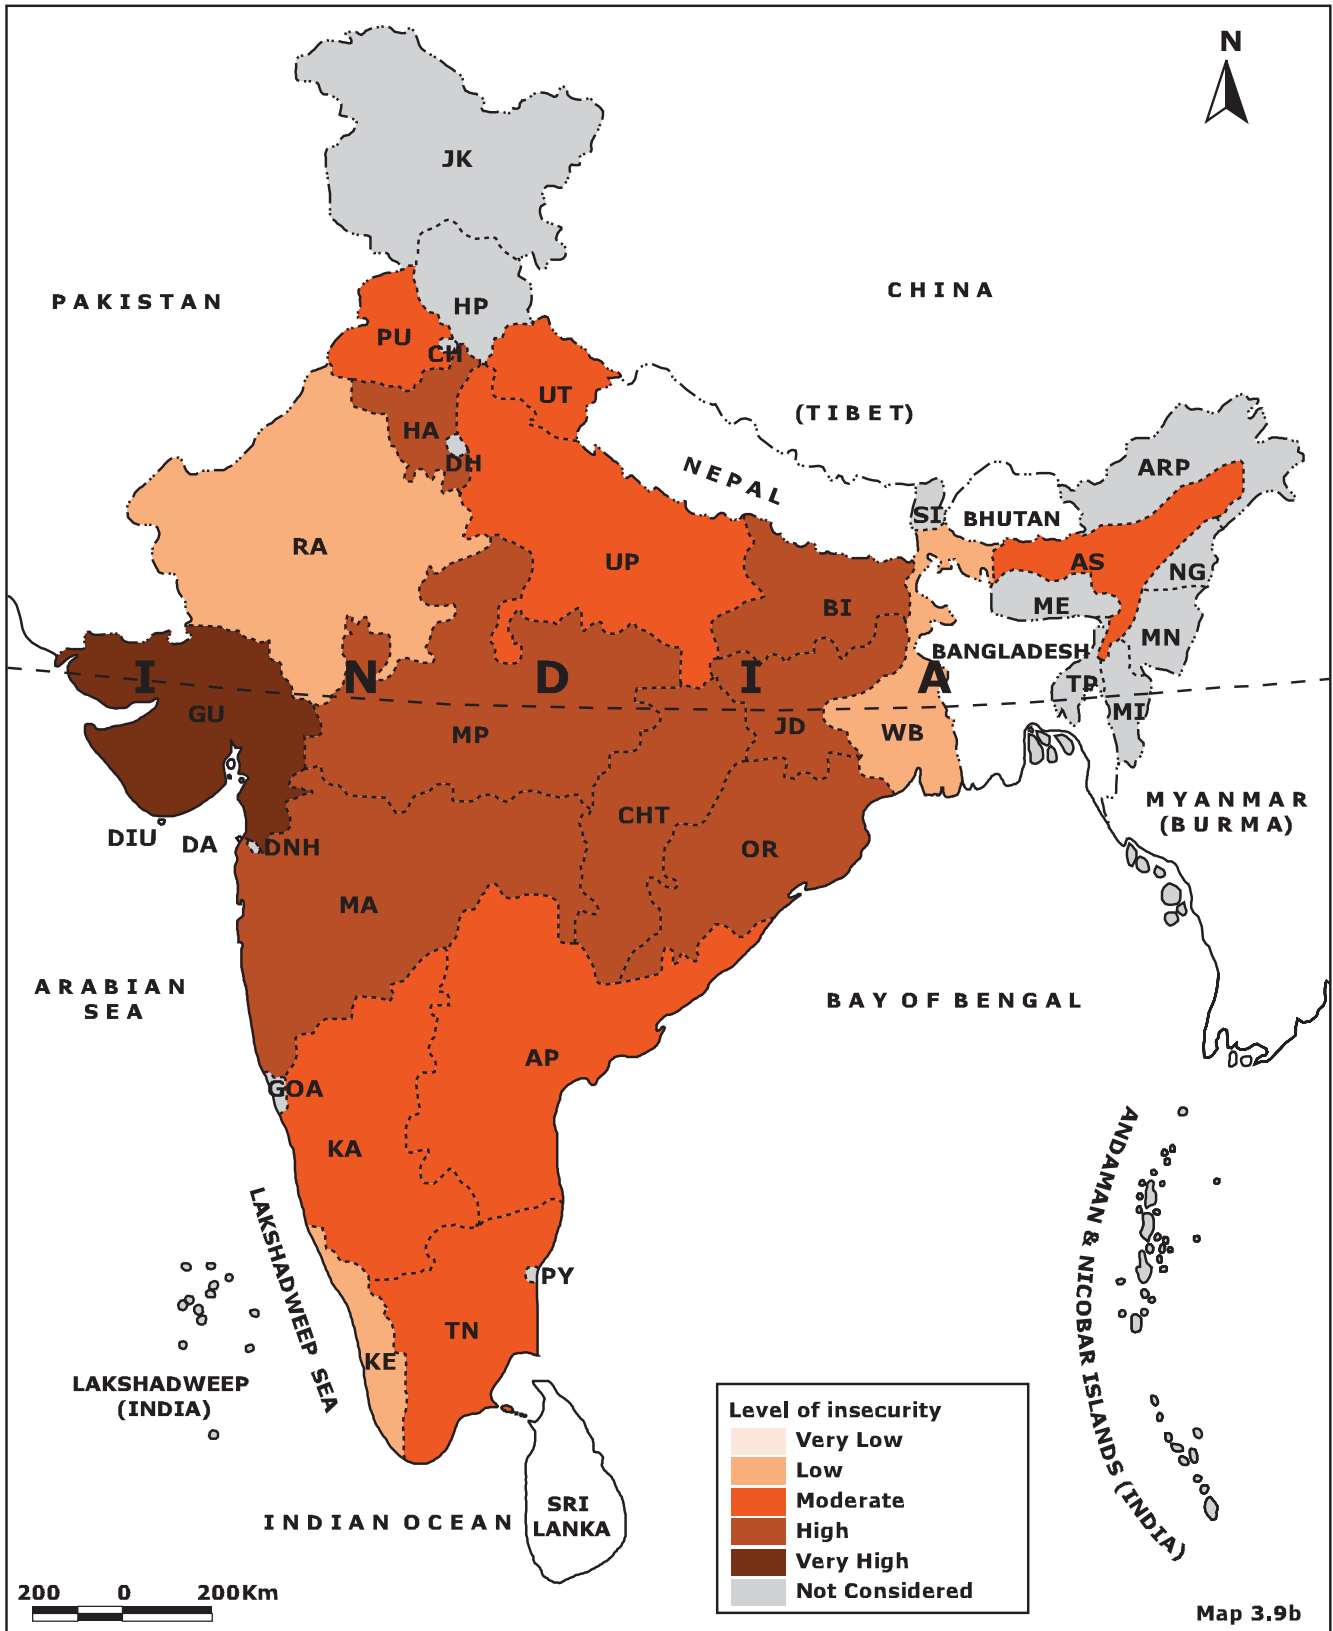 N
JK
CHINA
PAKISTAN
HP
PU
CH
UT
(TIBET)
HA
DH
NEPAL
ARP
SI
BHUTAN
RA
UP
AS
NG
BI
ME
MN
BANGLADESH
I N D I A
TP
GU
MI
MP
JD
WB
MYANMAR
(BURMA)
CHT
DIU
DA
DNH
OR
MA
ARABIAN
SEA
BAY OF BENGAL
AP
GOA
KA
ANDAMAN & NICOBAR ISLANDS (INDIA)
LAKSHADWEEP SEA
PY
TN
KE
LAKSHADWEEP
(INDIA)
Level of insecurity
Very Low
Low
Moderate
High
Very High
Not Considered
SRI
LANKA
INDIAN OCEAN
200 0 200Km
Map 3.9b